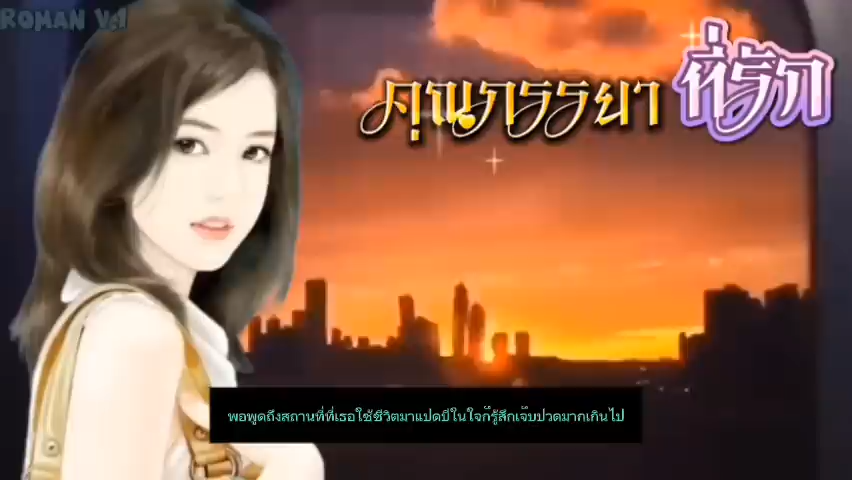 ROMAN V.1
คุณภรรยา ที่รัก
พอพูดถึงสถานที่ที่เธอใช้ชีวิตมาแปดปีในใจก็รู้สึกเจ็บปวดมากเกินไป